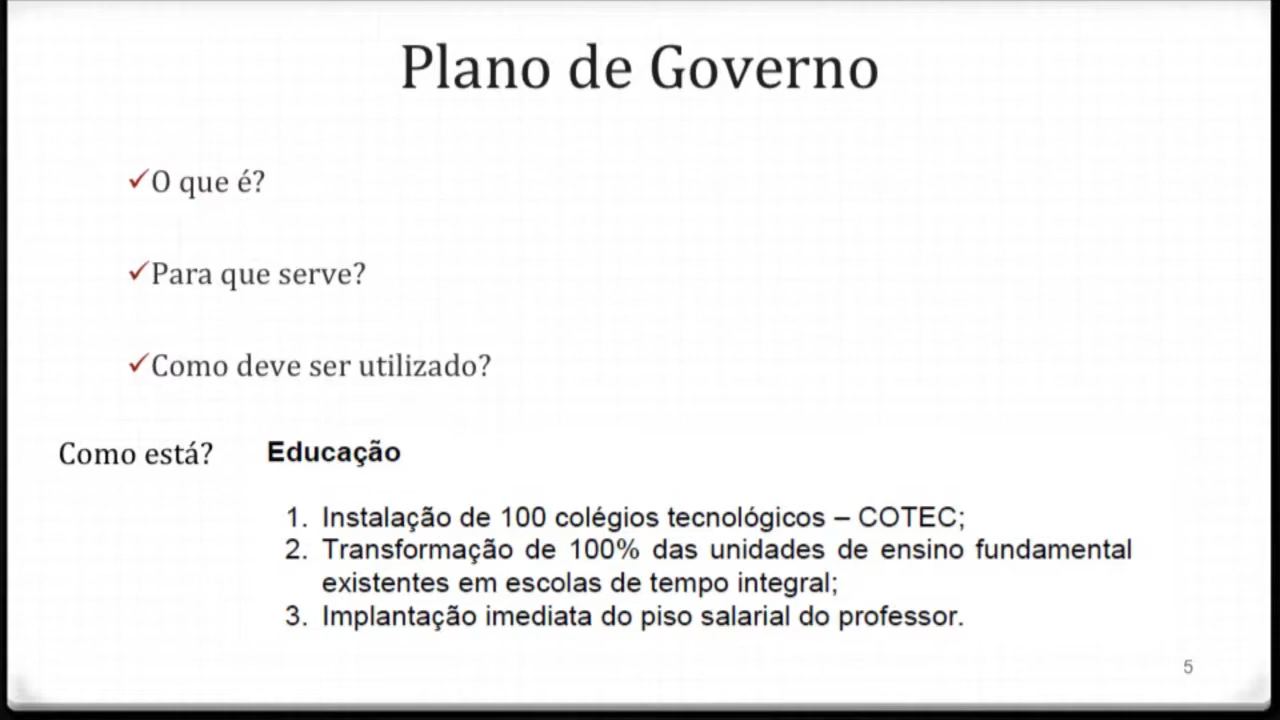 Plano de Governo
✓O que é?
✓Para que serve?
✓Como deve ser utilizado?
Como está? Educação
1. Instalação de 100 colégios tecnológicos – COTEC;
2. Transformação de 100% das unidades de ensino fundamental
existentes em escolas de tempo integral;
3. Implantação imediata do piso salarial do professor.
5